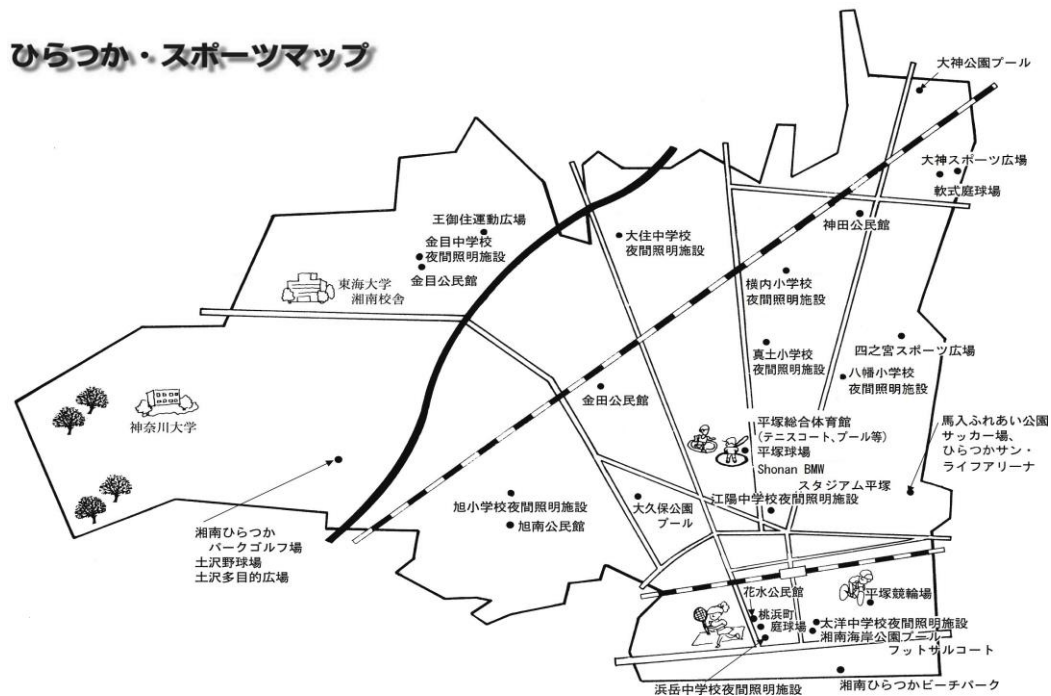 ひらつか・スポーツマップ
大神公園プール
大神スポーツ広場
軟式庭球場
神田公民館
王御住運動広場
金目中学校
夜間照明施設
金目公民館
大住中学校
夜間照明施設
横内小学校
夜間照明施設
東海大学
湘南校舎
真土小学校
夜間照明施設
四之宮スポーツ広場
八幡小学校
夜間照明施設
金田公民館
神奈川大学
平塚総合体育館
(テニスコート、プール等)
平塚球場
Shonan BMW
スタジアム平塚
馬入ふれあい公園
サッカー場、
ひらつかサン・
ライフアリーナ
江陽中学校夜間照明施設
大久保公園
プール
旭小学校夜間照明施設
旭南公民館
湘南ひらつか
パークゴルフ場
土沢野球場
土沢多目的広場
花水公民館
平塚競輪場
桃浜町
庭球場
太洋中学校夜間照明施設
湘南海岸公園プール
フットサルコート
浜岳中学校夜間照明施設
湘南ひらつかビーチパーク